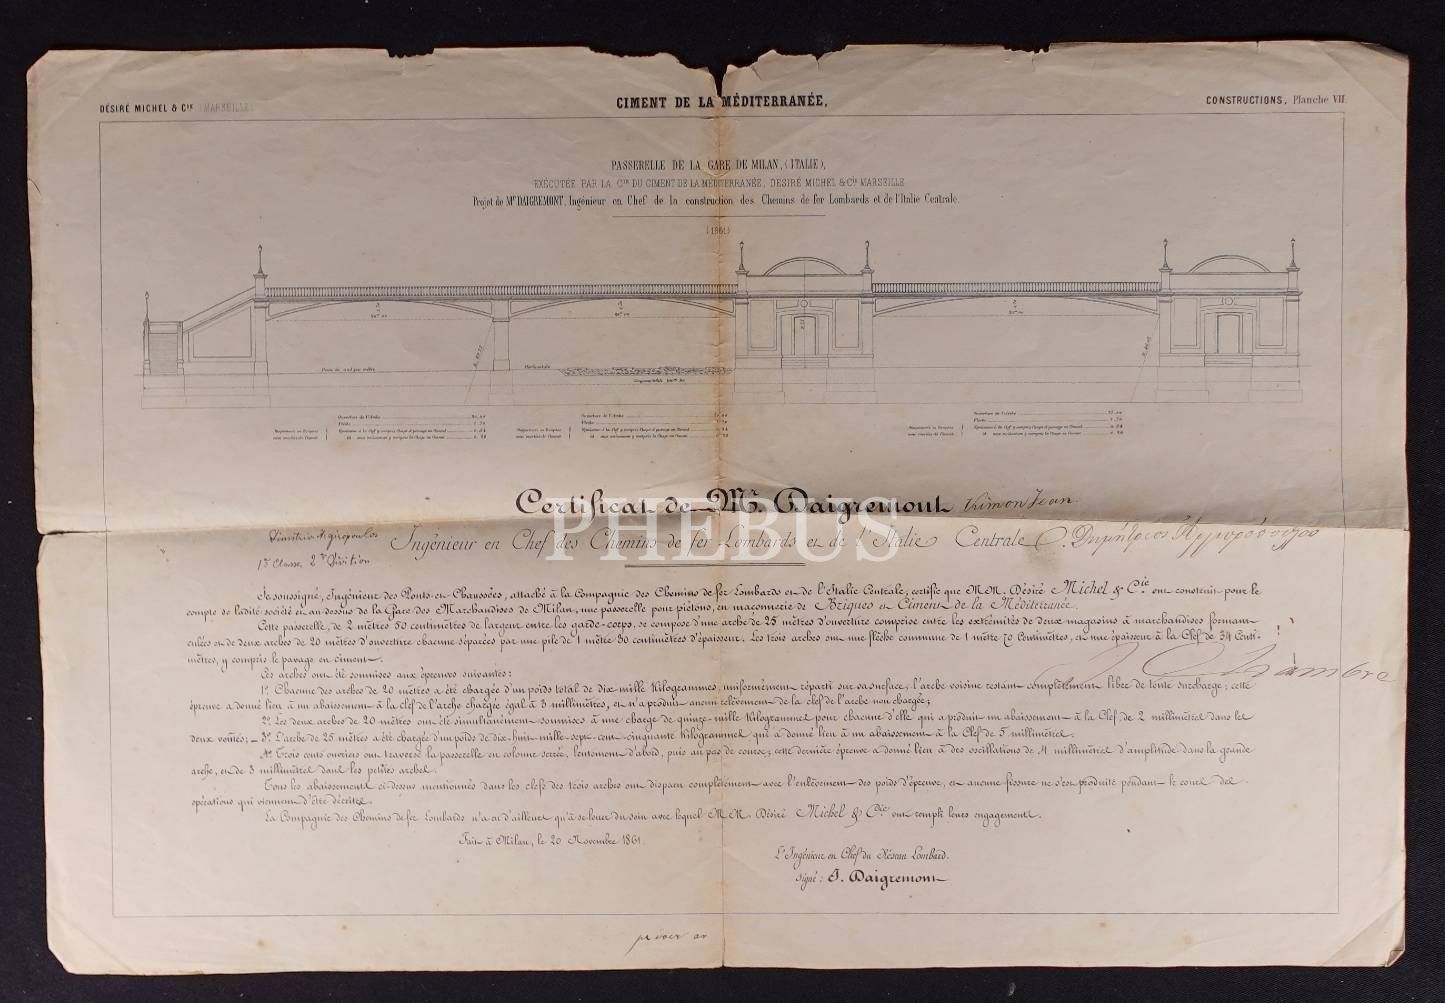 DÉSIRÉ MICHEL & Cie (MARSEILLE)
CIMENT DE LA MÉDITERRANÉE,
CONSTRUCTIONS, Planche VII.
PASSERELLE DE LA GARE DE MILAN, (ITALIE),
EXÉCUTÉE PAR LA Cie DU CIMENT DE LA MÉDITERRANÉE, DÉSIRÉ MICHEL & Cie MARSEILLE
Projet de Mr DAIGREMONT, Ingénieur en Chef de la construction des Chemins de fer Lombards et de l'Italie Centrale.
(1861)
Certificat de Mr. Daigremont
Kimon Jean
PHEBUS
Ingénieur en Chef des Chemins de fer Lombards et de l'Italie Centrale
Δημήτριος Ἀργυρόπουλος
1re Classe 2me Division
Je soussigné, Ingénieur des Ponts et Chaussées, attaché à la Compagnie des Chemins de fer Lombards et de l'Italie Centrale, certifie que M.M. Désiré Michel & Cie ont construit pour le
compte de ladite société et au dessus de la Gare des Marchandises de Milan, une passerelle pour piétons, en maçonnerie de Briques et Ciment de la Méditerranée.
Cette passerelle, de 2 mètres 50 centimètres de largeur entre les garde-corps, se compose d'une arche de 25 mètres d'ouverture comprise entre les extrémités de deux magasins à marchandises formant
culées et de deux arches de 20 mètres d'ouverture chacune séparées par une pile de 1 mètre 30 centimètres d'épaisseur. Les trois arches ont une flèche commune de 1 mètre 70 Centimètres, et une épaisseur à la Clef de 34 Centi-
mètres, y compris le pavage en ciment.
Ces arches ont été soumises aux épreuves suivantes:
1º. Chacune des arches de 20 mètres a été chargée d'un poids total de dix-mille Kilogrammes, uniformément réparti sur sa surface, l'arche voisine restant complètement libre de toute surcharge; cette
épreuve a donné lieu à un abaissement à la clef de l'arche chargée égal à 3 millimètres, et n'a produit aucun relèvement de la clef de l'arche non chargée;
2º. Les deux arches de 20 mètres ont été simultanément soumises à une charge de quinze-mille Kilogrammes pour chacune d'elle qui a produit un abaissement à la Clef de 2 millimètres dans les
deux voûtes; – 3º. L'arche de 25 mètres a été chargée d'un poids de dix-huit mille sept cent cinquante kilogrammes qui a donné lieu à un abaissement à la Clef de 5 millimètres.
4º. Trois cents ouvriers ont traversé la passerelle en colonne serrée, lentement d'abord, puis au pas de course; cette dernière épreuve a donné lieu à des oscillations de 4 millimètres d'amplitude dans la grande
arche, et de 3 millimètres dans les petites arches.
Tous les abaissements ci-dessus mentionnés dans les clefs des trois arches ont disparu complètement avec l'enlèvement des poids d'épreuve, et aucune fissure ne s'est produite pendant le cours des
opérations qui viennent d'être décrites.
La Compagnie des Chemins de fer Lombards n'a eu d'ailleurs qu'à se louer du soin avec lequel M.M. Désiré Michel & Cie ont rempli leurs engagements.
Fait à Milan, le 20 Novembre 1861.
L'Ingénieur en Chef du Réseau Lombard.
Signé: J. Daigremont